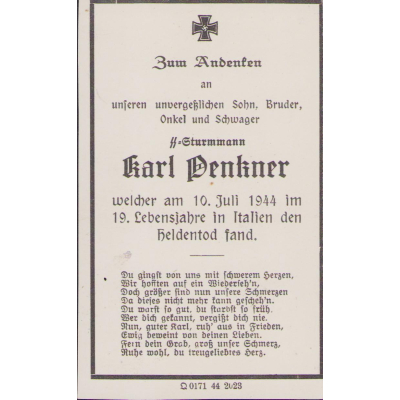 Zum Andenken
an
unseren unvergeßlichen Sohn, Bruder,
Onkel und Schwager
SS-Sturmmann
Karl Penkner
welcher am 10. Juli 1944 im
19. Lebensjahre in Italien den
Heldentod fand.
Du gingst von uns mit schwerem Herzen,
Wir hofften auf ein Wiederseh'n,
Doch größer sind nun unsere Schmerzen
Da dieses nicht mehr kann gescheh'n.
Du warst so gut, du starbst so früh,
Wer dich gekannt, vergißt dich nie.
Nun, guter Karl, ruh' aus in Frieden,
Ewig beweint von deinen Lieben.
Fern dein Grab, groß unser Schmerz,
Ruhe wohl, du treugeliebtes Herz.
Ω 0171 44 2023